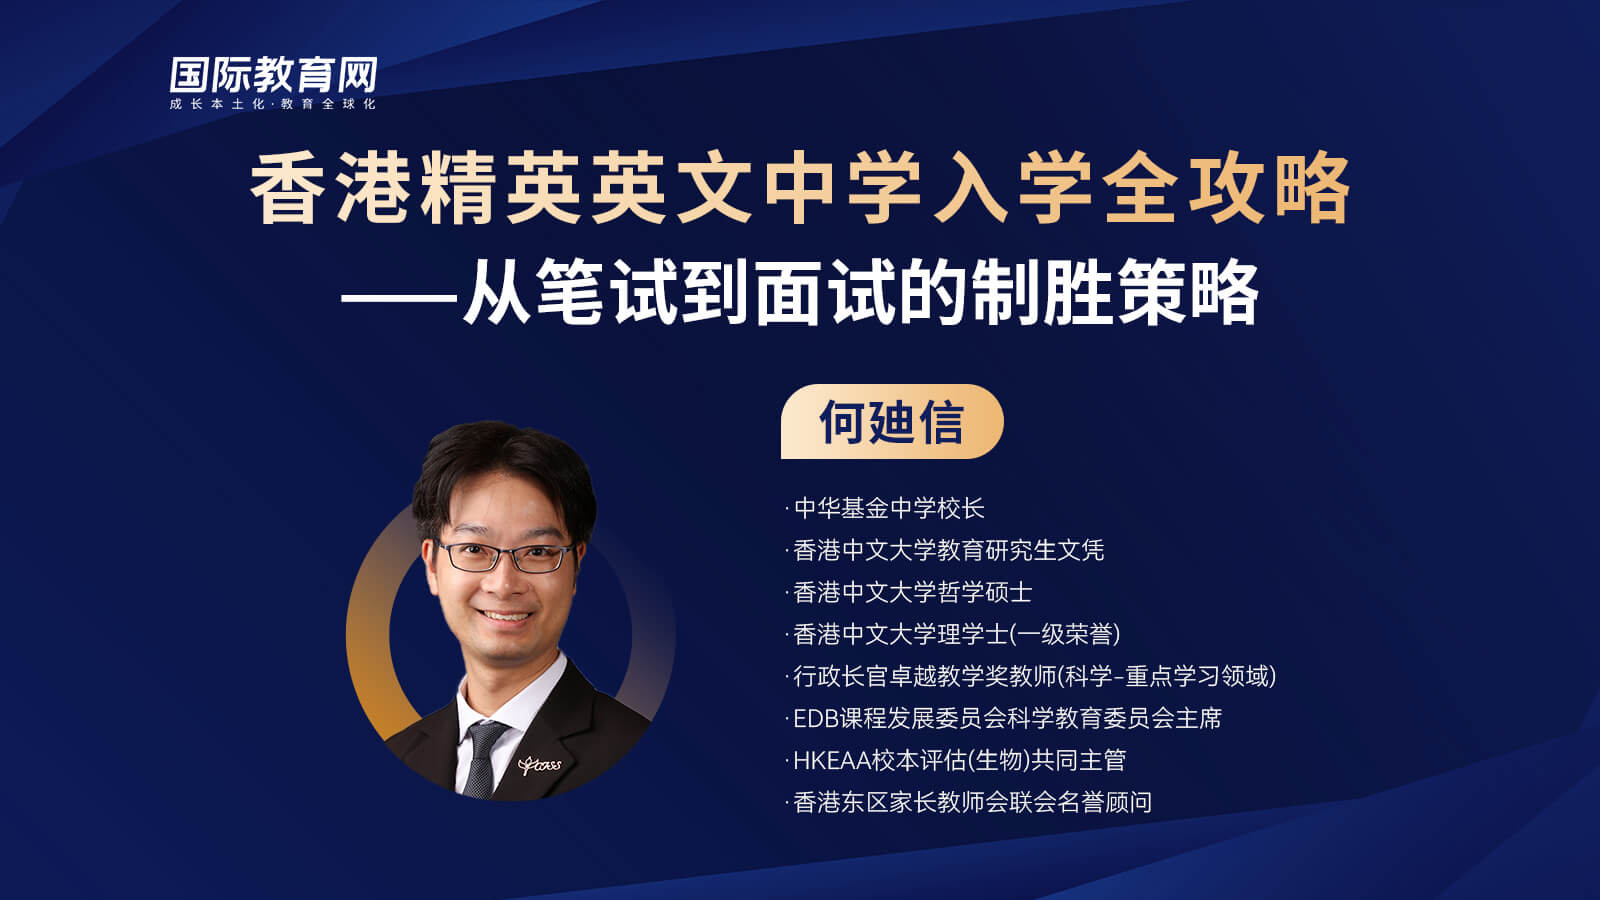 国际教育网
成长本土化·教育全球化
香港精英英文中学入学全攻略
——从笔试到面试的制胜策略
何廸信
·中华基金中学校长
·香港中文大学教育研究生文凭
·香港中文大学哲学硕士
·香港中文大学理学士(一级荣誉)
·行政长官卓越教学奖教师(科学-重点学习领域)
·EDB课程发展委员会科学教育委员会主席
·HKEAA校本评估(生物)共同主管
·香港东区家长教师会联会名誉顾问